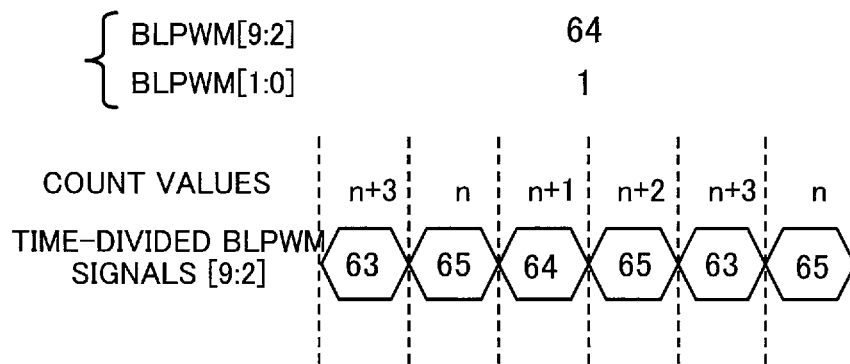 BLPWM[9:2] 64
BLPWM[1:0] 1
COUNT VALUES n+3 n n+1 n+2 n+3 n
TIME-DIVIDED BLPWM
SIGNALS [9:2] 63 65 64 65 63 65